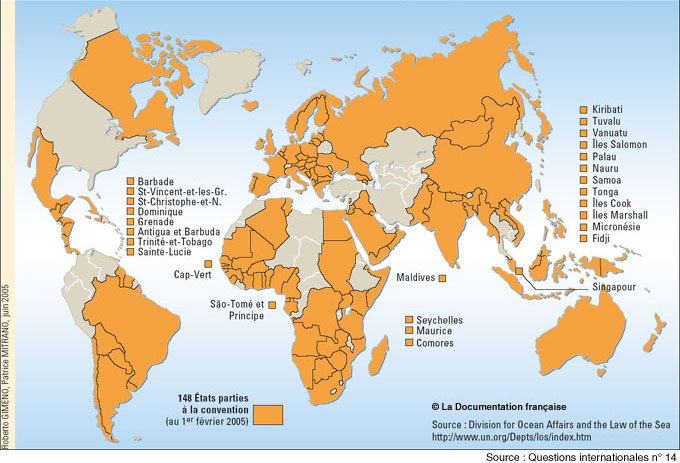 Kiribati
Tuvalu
Vanuatu
Îles Salomon
Palau
Nauru
Samoa
Tonga
Îles Cook
Îles Marshall
Micronésie
Fidji
Barbade
St-Vincent-et-les-Gr.
St-Christophe-et-N.
Dominique
Grenade
Antigua et Barbuda
Trinité-et-Tobago
Sainte-Lucie
Cap-Vert
Maldives
Singapour
São-Tomé et
Principe
Seychelles
Maurice
Comores
148 États parties
à la convention
(au 1er février 2005)
© La Documentation française
Source : Division for Ocean Affairs and the Law of the Sea
http://www.un.org/Depts/los/index.htm
Roberto GIMENO, Patrice MITRANO, juin 2005
Source : Questions internationales n° 14